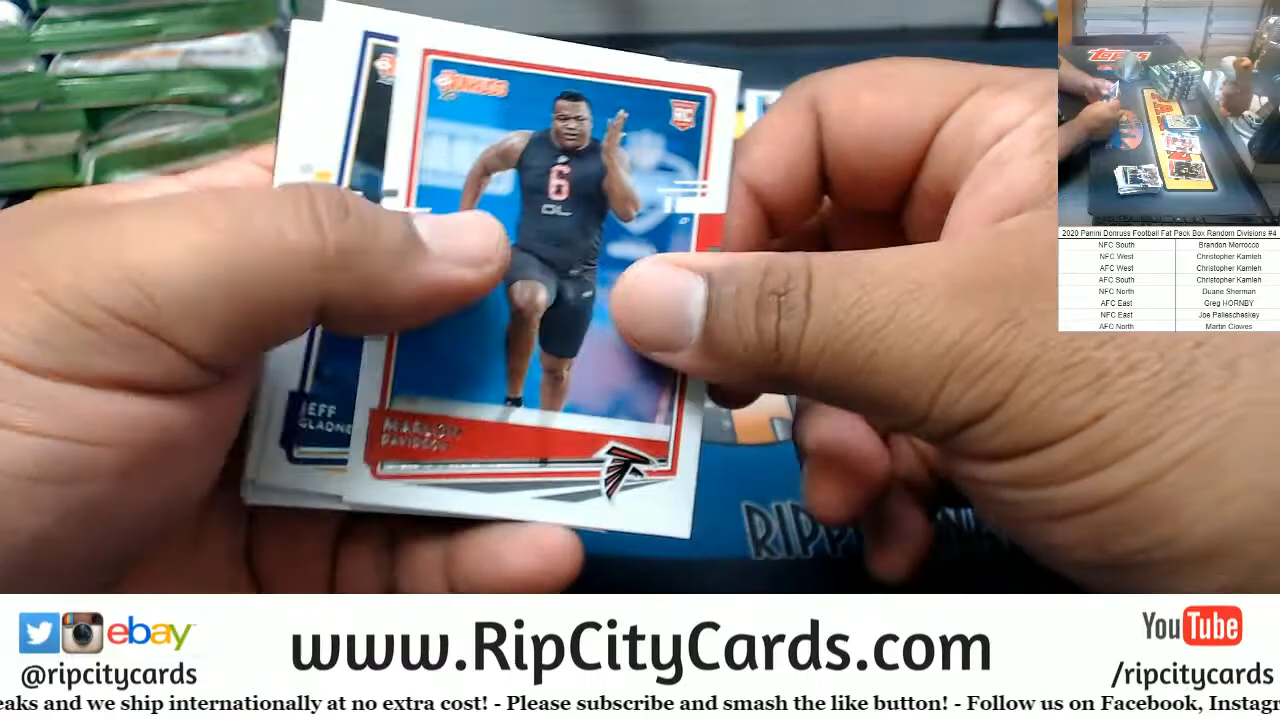 DONRUSS
RC
6
OL
JEFF
GLADNE
MARLON
DAVIDSON
Topps
2020 Panini Donruss Football Fat Pack Box Random Divisions #4
NFC South Brandon Morrocco
NFC West Christopher Kamleh
AFC West Christopher Kamleh
AFC South Christopher Kamleh
NFC North Duane Sherman
AFC East Greg HORNBY
NFC East Joe Paliescheskey
AFC North Martin Clowes
RIPP
ebay
@ripcitycards
www.RipCityCards.com
YouTube
/ripcitycards
eaks and we ship internationally at no extra cost! - Please subscribe and smash the like button! - Follow us on Facebook, Instagr